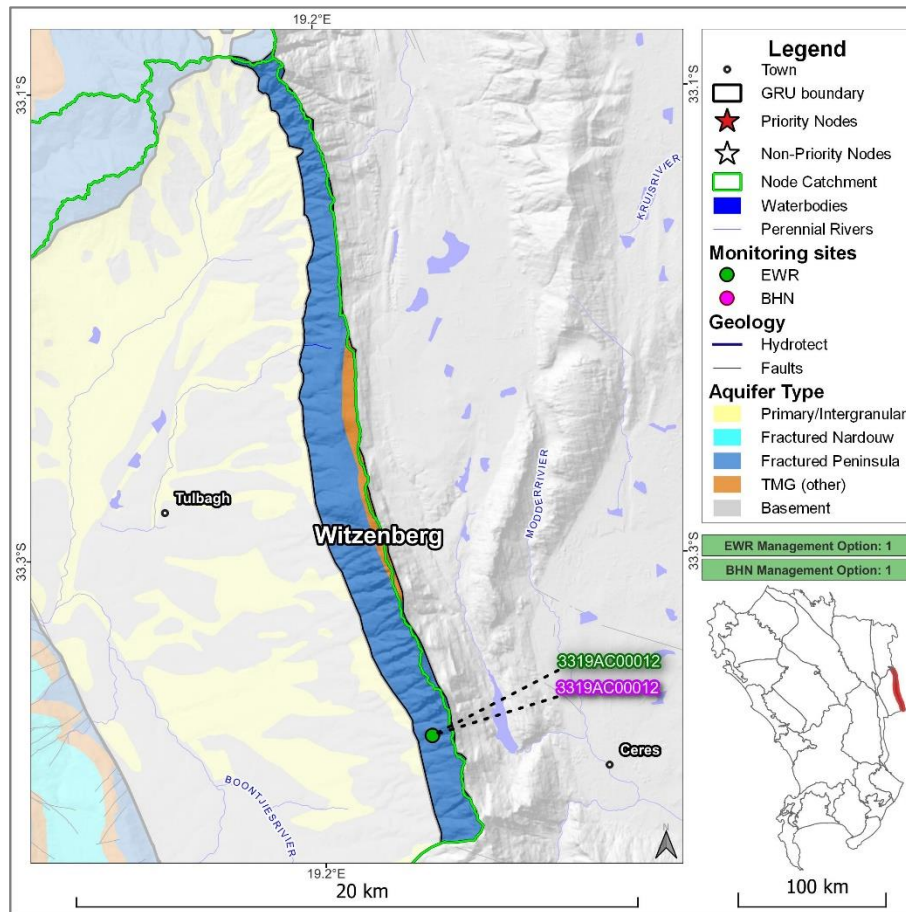 19.2°E
33.1°S
33.1°S
KRUISRIVIER
Tulbagh
Witzenberg
MODDERRIVIER
33.3°S
3319AC00012
3319AC00012
Ceres
BOONTJIESRIVIER
N
19.2°E
20 km
Legend
Town
GRU boundary
Priority Nodes
Non-Priority Nodes
Node Catchment
Waterbodies
Perennial Rivers
Monitoring sites
EWR
BHN
Geology
Hydrotect
Faults
Aquifer Type
Primary/Intergranular
Fractured Nardouw
Fractured Peninsula
TMG (other)
Basement
EWR Management Option: 1
BHN Management Option: 1
100 km